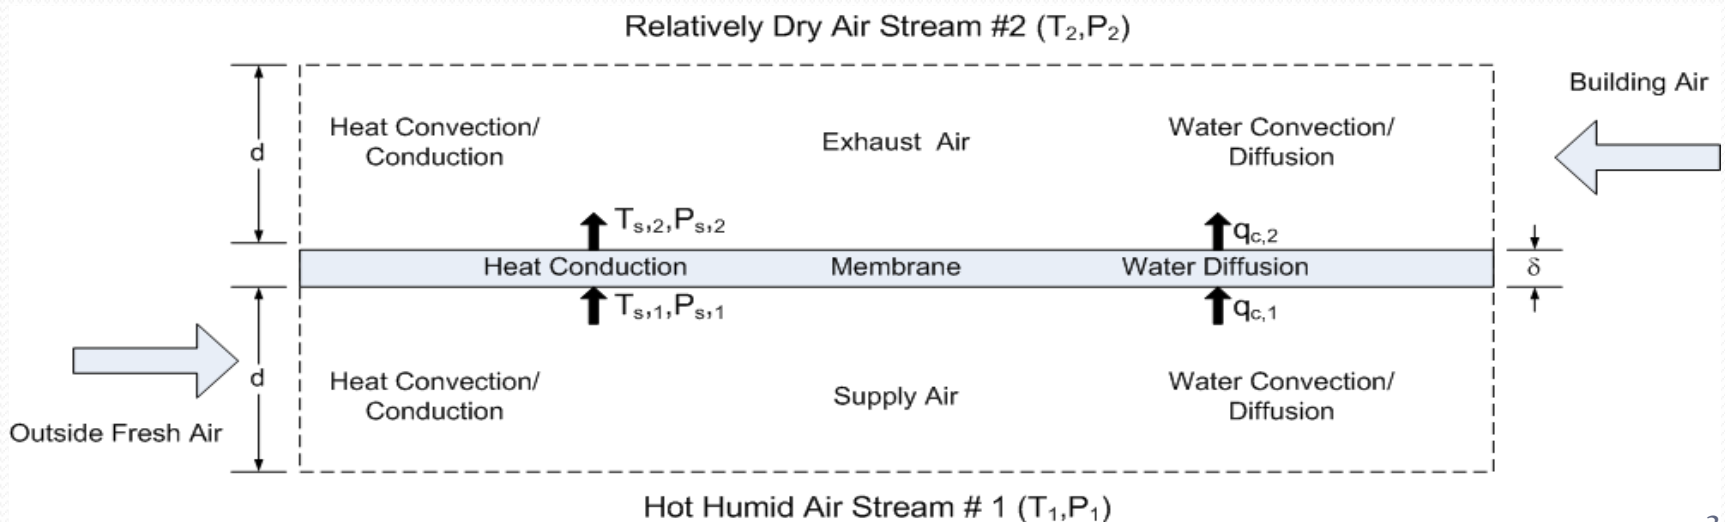 Relatively Dry Air Stream #2 (T₂,P₂)
Building Air
Heat Convection/
Conduction
Exhaust Air
Water Convection/
Diffusion
d
Tₛ,₂,Pₛ,₂
q꜀,₂
Heat Conduction
Membrane
Water Diffusion
δ
Tₛ,₁,Pₛ,₁
q꜀,₁
d
Heat Convection/
Conduction
Supply Air
Water Convection/
Diffusion
Outside Fresh Air
Hot Humid Air Stream # 1 (T₁,P₁)